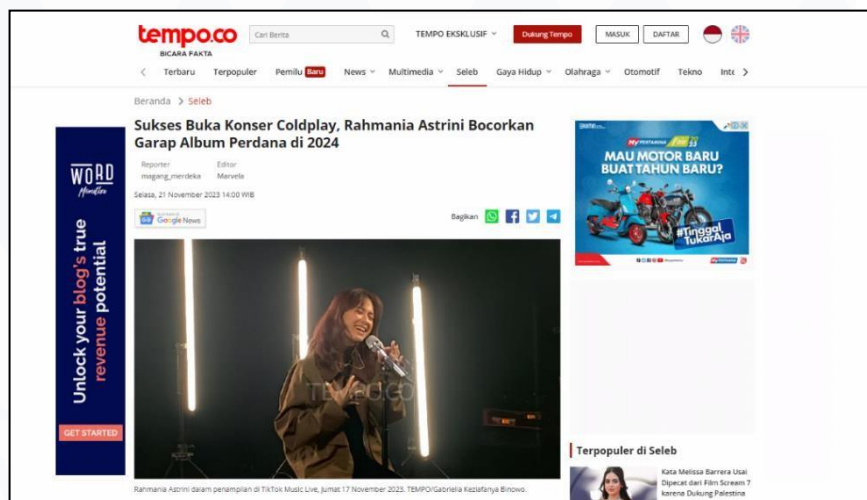 tempo.co
BICARA FAKTA
Cari Berita
TEMPO EKSKLUSIF
Dukung Tempo
MASUK
DAFTAR
Terbaru Terpopuler Pemilu Baru News Multimedia Seleb Gaya Hidup Olahraga Otomotif Tekno Inte
Beranda > Seleb
Sukses Buka Konser Coldplay, Rahmania Astrini Bocorkan
Garap Album Perdana di 2024
Reporter Editor
magang_merdeka Marvela
Selasa, 21 November 2023 14:00 WIB
Google News
Bagikan
WORD
Unlock your blog's true
revenue potential
GET STARTED
MAU MOTOR BARU
BUAT TAHUN BARU?
#Tinggal
TukarAja
TEMPO.CO
Rahmania Astrini dalam penampilan di TikTok Music Live, Jumat 17 November 2023. TEMPO/Gabriella Keziafanya Binowo.
Terpopuler di Seleb
Kata Melissa Barrera Usai
Dipecat dari Film Scream 7
karena Dukung Palestina